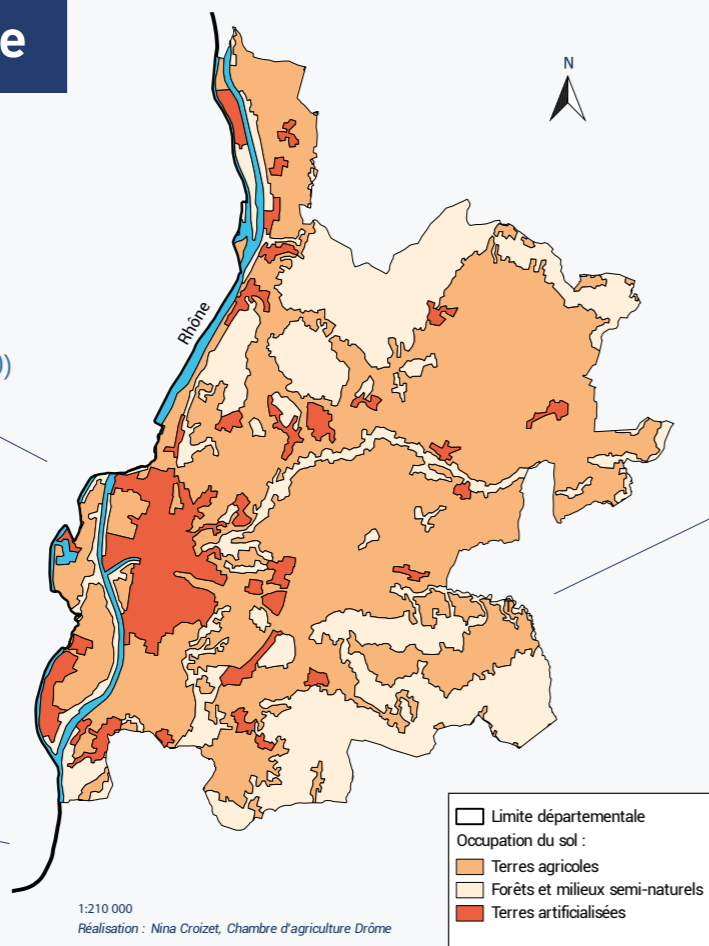 e
N
Rhône
)
Limite départementale
Occupation du sol :
Terres agricoles
Forêts et milieux semi-naturels
Terres artificialisées
1:210 000
Réalisation : Nina Croizet, Chambre d'agriculture Drôme